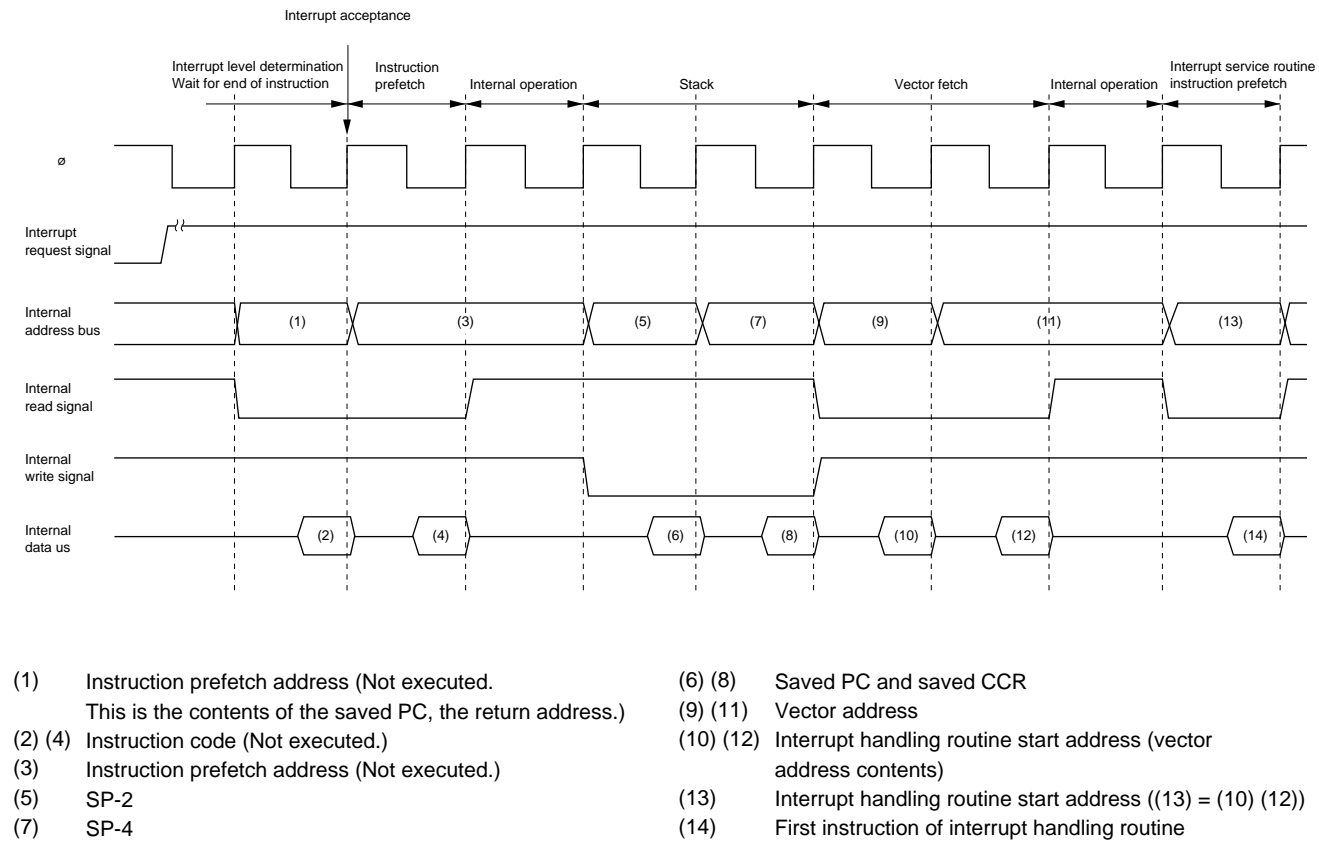 Interrupt acceptance
Interrupt level determination
Wait for end of instruction
Instruction
prefetch
Internal operation
Stack
Vector fetch
Internal operation
Interrupt service routine
instruction prefetch
ø
Interrupt
request signal
Internal
address bus
(1)
(3)
(5)
(7)
(9)
(11)
(13)
Internal
read signal
Internal
write signal
Internal
data us
(2)
(4)
(6)
(8)
(10)
(12)
(14)
(1) Instruction prefetch address (Not executed.
This is the contents of the saved PC, the return address.)
(2) (4) Instruction code (Not executed.)
(3) Instruction prefetch address (Not executed.)
(5) SP-2
(7) SP-4
(6) (8) Saved PC and saved CCR
(9) (11) Vector address
(10) (12) Interrupt handling routine start address (vector
address contents)
(13) Interrupt handling routine start address ((13) = (10) (12))
(14) First instruction of interrupt handling routine